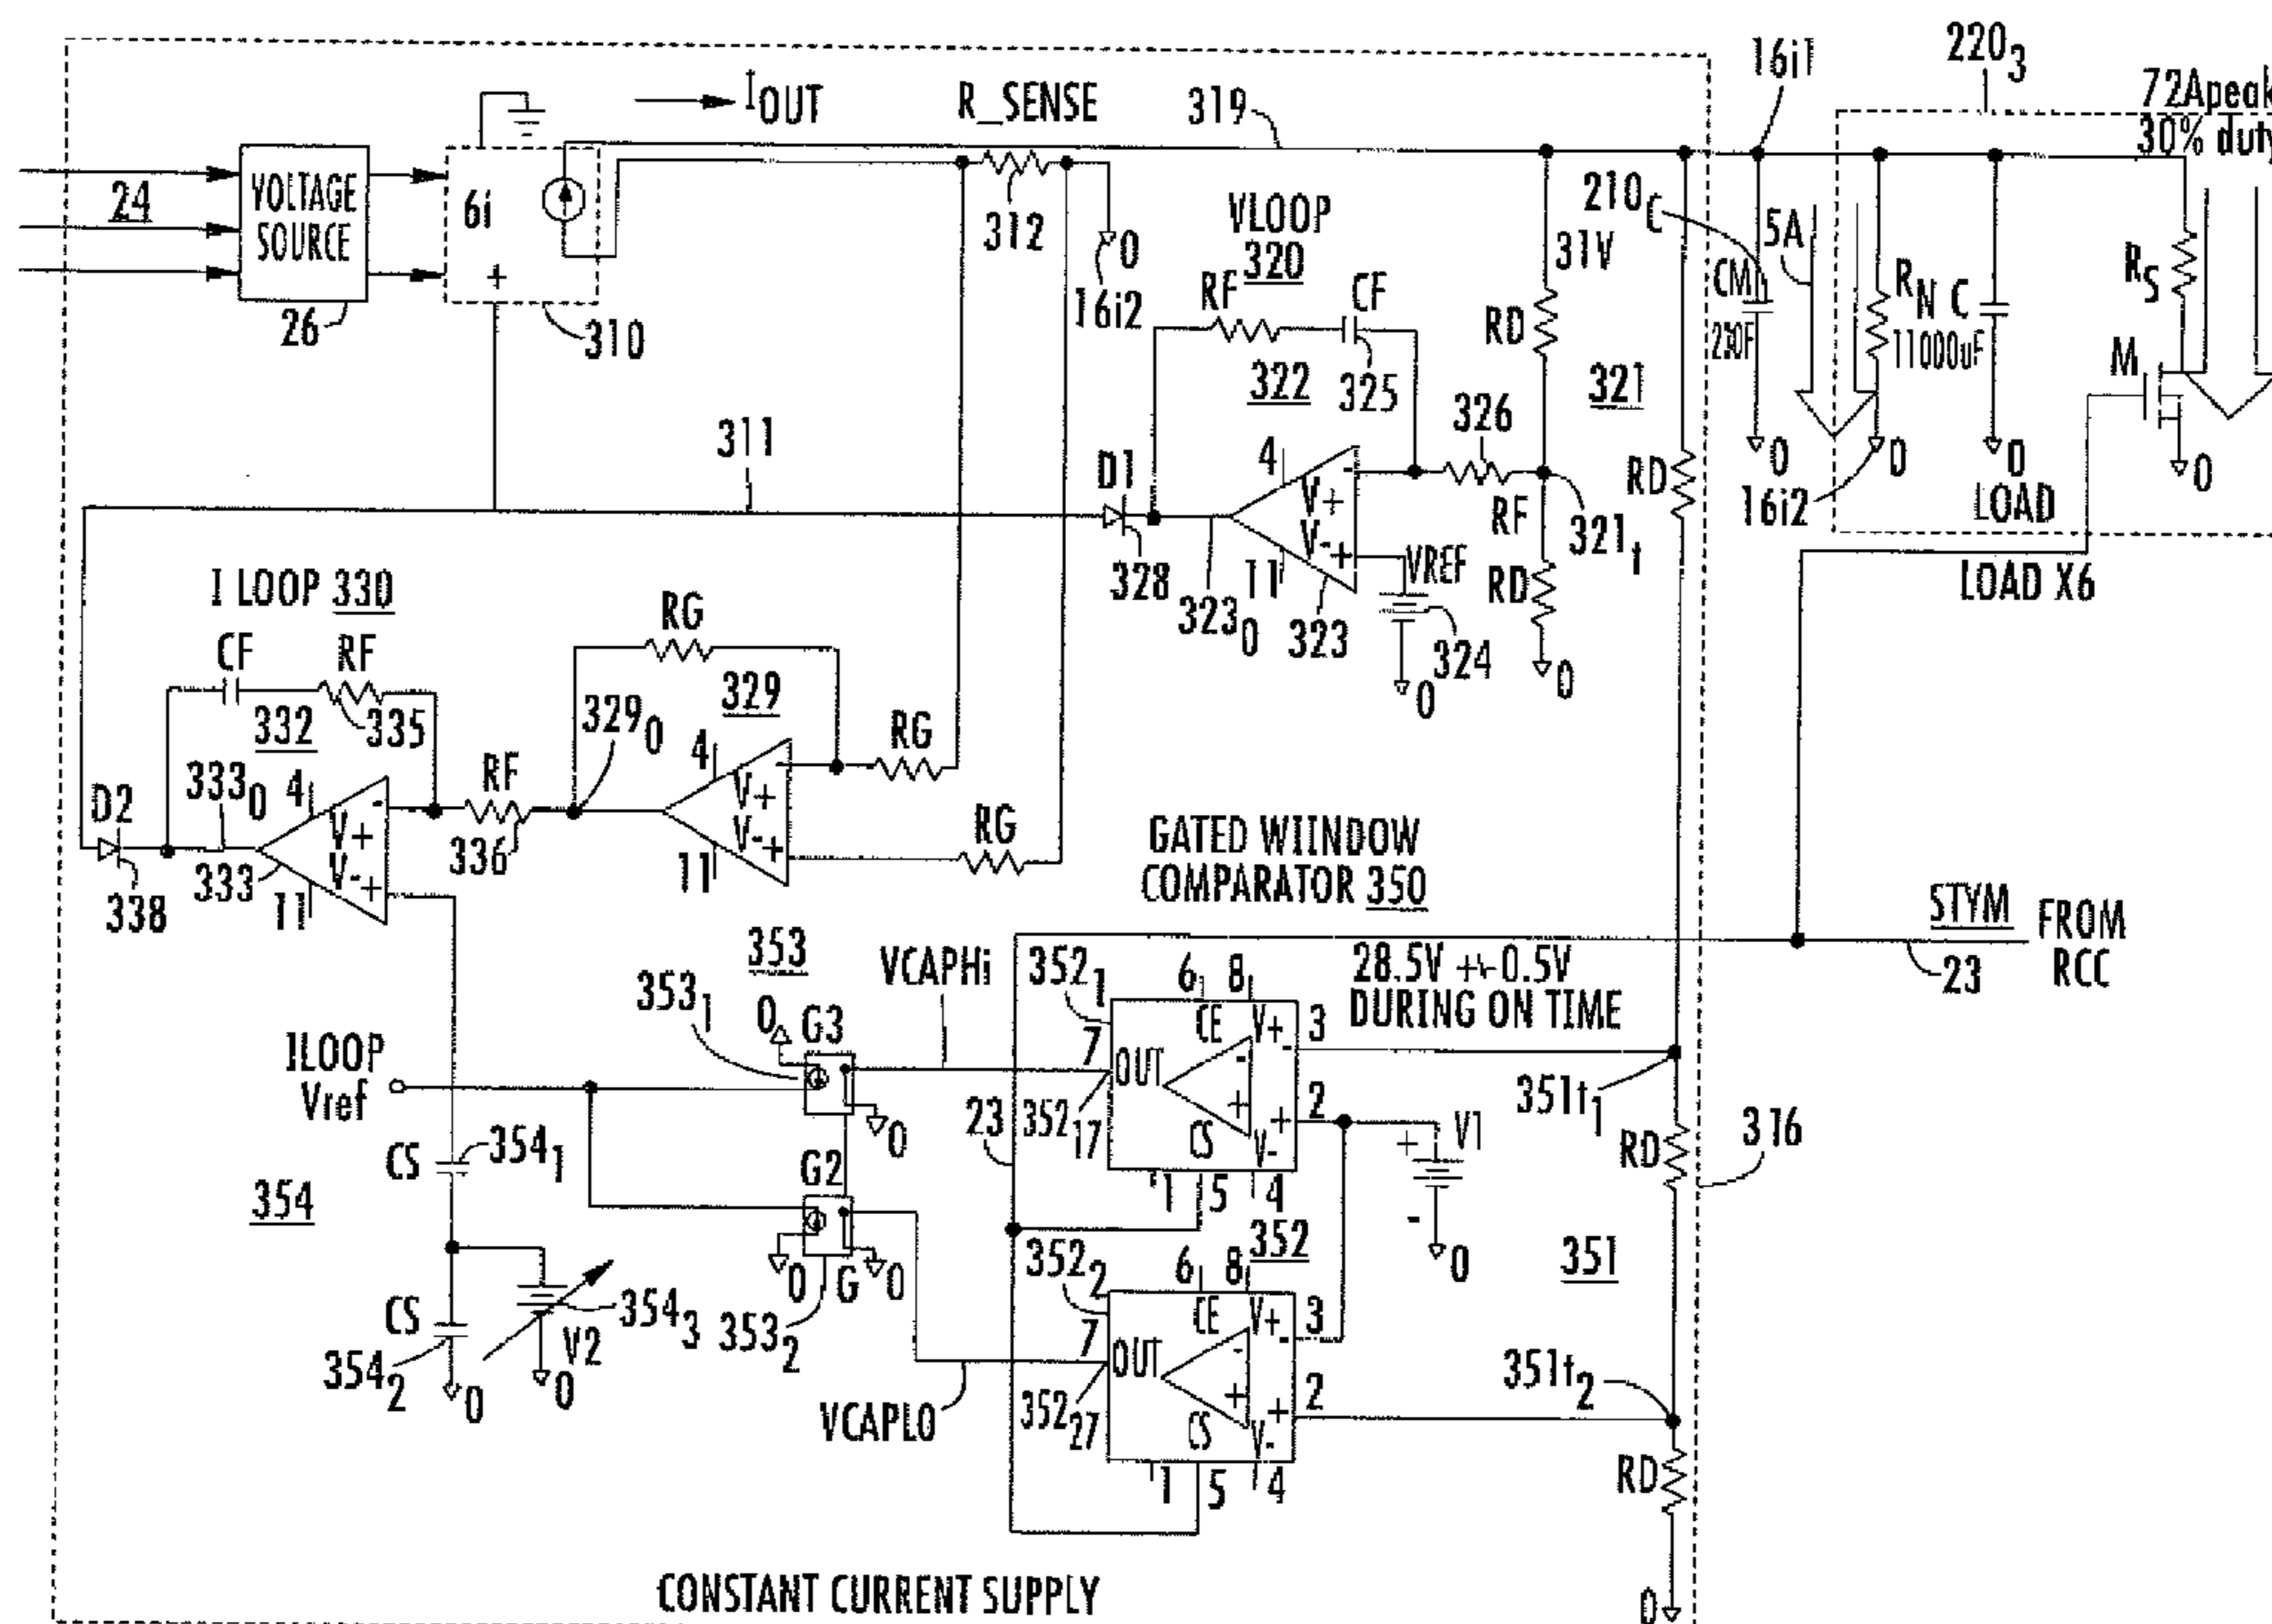 16i1
220₃
72Apeak
30% duty
I_OUT
R_SENSE
319
24
VOLTAGE
SOURCE
26
6i
+
310
312
0
16i2
VLOOP
320
31V
RF
CF
322
325
RD
321
210_C
5A
CM
R_N
C
11000uF
0
0
0
16i2
LOAD
R_S
M
0
LOAD X6
311
D1
328
4
V+
V-
-
+
11
323₀
323
326
RF
321_t
VREF
324
0
RD
0
RD
I LOOP 330
CF
RF
332
335
RG
329
329₀
RG
RG
4
V+
V-
+
11
D2
338
333₀
333
4
V+
V-
-
+
11
RF
336
GATED WIINDOW
COMPARATOR 350
STYM
FROM
RCC
23
353
VCAPHi
28.5V +\-0.5V
DURING ON TIME
353₁
0
G3
0
352₁
7
OUT
352₁₇
6
8
CE
V+
3
-
-
+
+
2
CS
V-
1
5
4
351t₁
316
ILOOP
Vref
23
V1
+
-
0
RD
CS
354₁
354
G2
0
G
0
353₂
352
352₂
7
OUT
352₂₇
6
8
CE
V+
3
-
-
+
+
2
CS
V-
1
5
4
351
351t₂
CS
354₂
0
V2
354₃
0
VCAPLO
RD
0
CONSTANT CURRENT SUPPLY